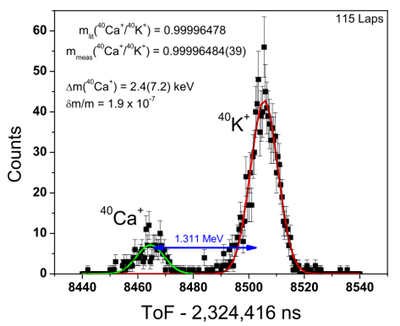 115 Laps
m_lit(⁴⁰Ca⁺/⁴⁰K⁺) = 0.99996478
m_meas(⁴⁰Ca⁺/⁴⁰K⁺) = 0.99996484(39)
Δm(⁴⁰Ca⁺) = 2.4(7.2) keV
δm/m = 1.9 x 10⁻⁷
⁴⁰K⁺
⁴⁰Ca⁺
1.311 MeV
Counts
60
50
40
30
20
10
0
8440 8460 8480 8500 8520 8540
ToF - 2,324,416 ns